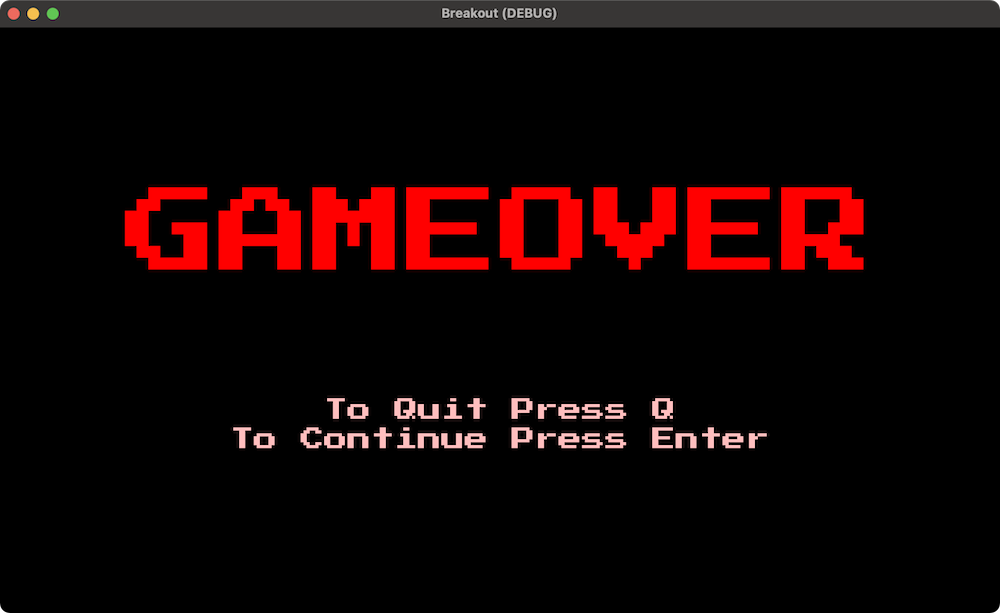 Breakout (DEBUG)
GAMEOVER
To Quit Press Q
To Continue Press Enter